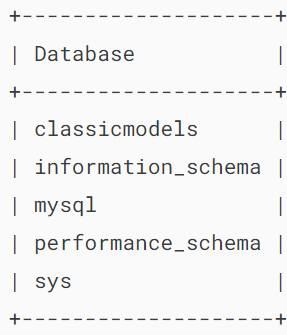 +--------------------+
| Database           |
+--------------------+
| classicmodels      |
| information_schema |
| mysql              |
| performance_schema |
| sys                |
+--------------------+